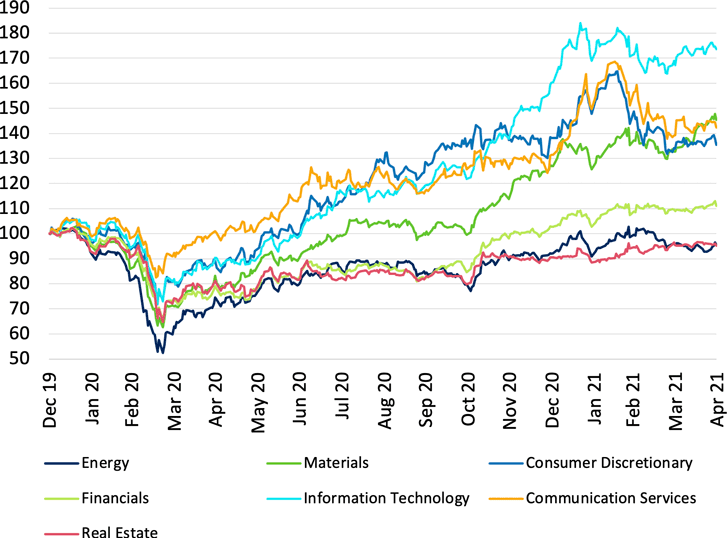 190
180
170
160
150
140
130
120
110
100
90
80
70
60
50
Dec 19
Jan 20
Feb 20
Mar 20
Apr 20
May 20
Jun 20
Jul 20
Aug 20
Sep 20
Oct 20
Nov 20
Dec 20
Jan 21
Feb 21
Mar 21
Apr 21
Energy Materials Consumer Discretionary
Financials Information Technology Communication Services
Real Estate